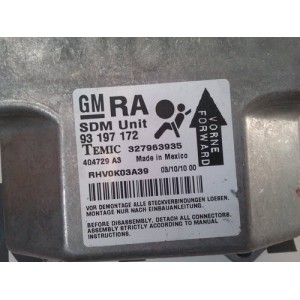 GM RA
SDM Unit
93 197 172
TEMIC 327963935
404729 A3 Made in Mexico
RHV0K03A39 03/10/10 00
VORNE
FORWARD
VOR DEMONTAGE ALLE STECKVERBINDUNGEN LOEBEN.
MONTAGE NUR NACH EINBAUANLEITUNG.
BEFORE DISASSEMBLY, DETACH ALL CONNECTORS.
ASSEMBLY STRICTLY ACCORDING TO MANUAL
INSTRUCTIONS.